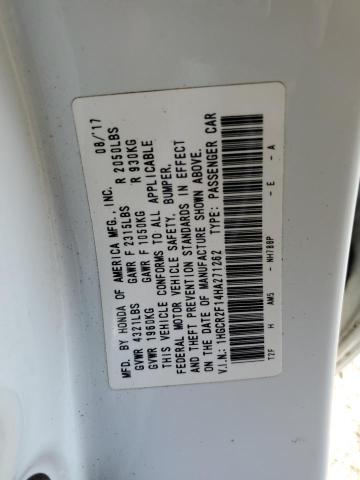 MFD. BY HONDA OF AMERICA MFG., INC. 08/'17
GVWR 4321LBS GAWR F 2315LBS R 2050LBS
GVWR 1960KG GAWR F 1050KG R 930KG
THIS VEHICLE CONFORMS TO ALL APPLICABLE
FEDERAL MOTOR VEHICLE SAFETY, BUMPER,
AND THEFT PREVENTION STANDARDS IN EFFECT
ON THE DATE OF MANUFACTURE SHOWN ABOVE.
V.I.N.: 1HGCR2F14HA271262 TYPE: PASSENGER CAR
T2F H AM5 - NH788P - E - A